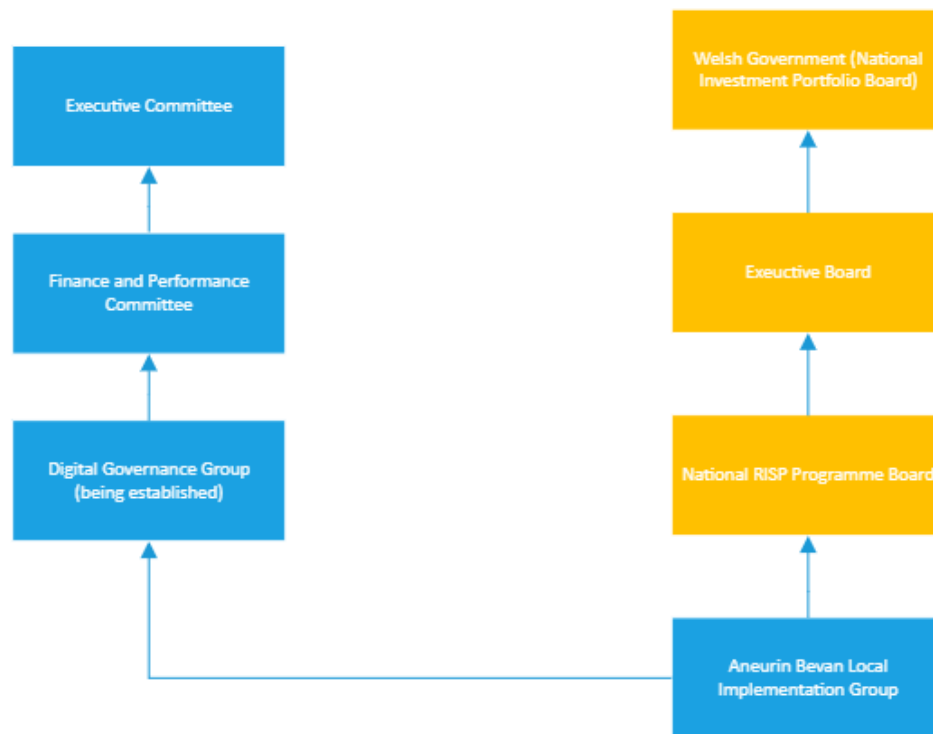 Executive Committee
Finance and Performance
Committee
Digital Governance Group
(being established)
Welsh Government (National
Investment Portfolio Board)
Exeuctive Board
National RISP Programme Board
Aneurin Bevan Local
Implementation Group